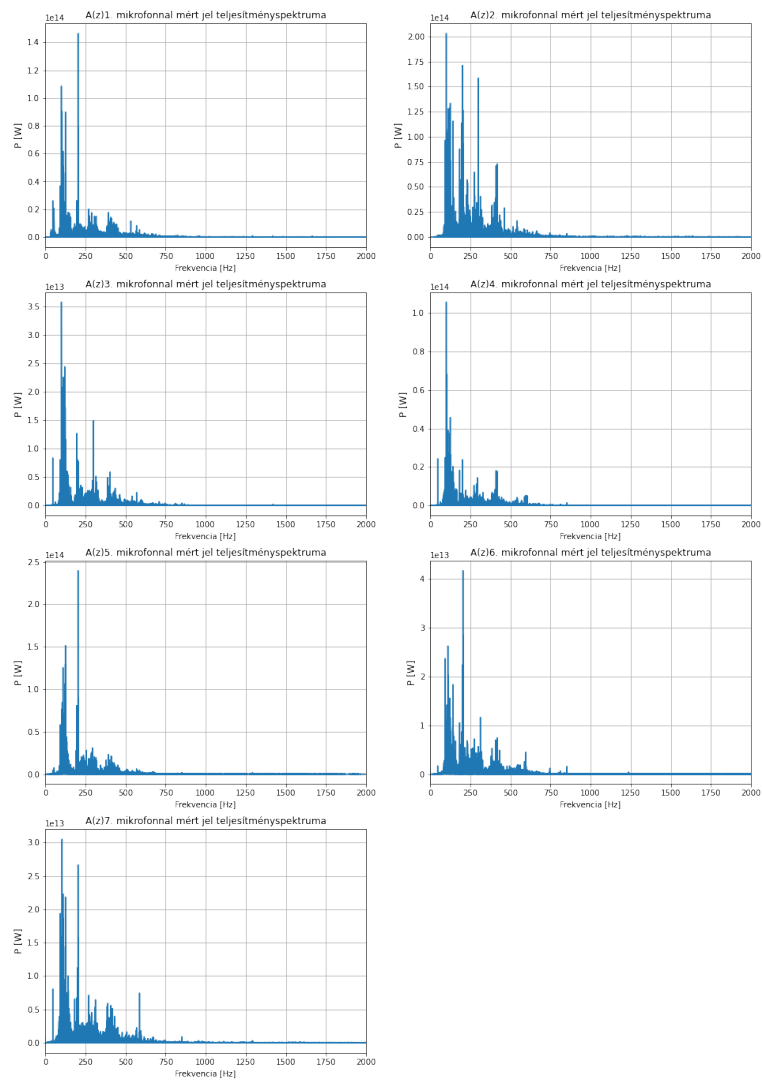 A(z)1. mikrofonnal mért jel teljesítményspektruma
1e14
1.4
1.2
1.0
0.8
0.6
0.4
0.2
0.0
P [W]
0 250 500 750 1000 1250 1500 1750 2000
Frekvencia [Hz]
A(z)2. mikrofonnal mért jel teljesítményspektruma
1e14
2.00
1.75
1.50
1.25
1.00
0.75
0.50
0.25
0.00
P [W]
0 250 500 750 1000 1250 1500 1750 2000
Frekvencia [Hz]
A(z)3. mikrofonnal mért jel teljesítményspektruma
1e13
3.5
3.0
2.5
2.0
1.5
1.0
0.5
0.0
P [W]
0 250 500 750 1000 1250 1500 1750 2000
Frekvencia [Hz]
A(z)4. mikrofonnal mért jel teljesítményspektruma
1e14
1.0
0.8
0.6
0.4
0.2
0.0
P [W]
0 250 500 750 1000 1250 1500 1750 2000
Frekvencia [Hz]
A(z)5. mikrofonnal mért jel teljesítményspektruma
1e14
2.5
2.0
1.5
1.0
0.5
0.0
P [W]
0 250 500 750 1000 1250 1500 1750 2000
Frekvencia [Hz]
A(z)6. mikrofonnal mért jel teljesítményspektruma
1e13
4
3
2
1
0
P [W]
0 250 500 750 1000 1250 1500 1750 2000
Frekvencia [Hz]
A(z)7. mikrofonnal mért jel teljesítményspektruma
1e13
3.0
2.5
2.0
1.5
1.0
0.5
0.0
P [W]
0 250 500 750 1000 1250 1500 1750 2000
Frekvencia [Hz]